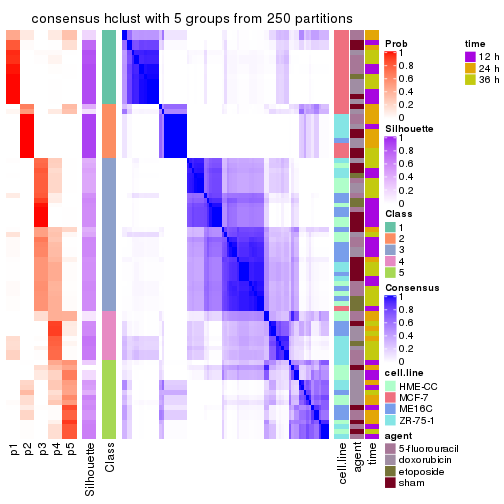 consensus hclust with 5 groups from 250 partitions
Prob
1
0.8
0.6
0.4
0.2
0
time
12 h
24 h
36 h
Silhouette
1
0.8
0.6
0.4
0.2
0
Class
1
2
3
4
5
Consensus
1
0.8
0.6
0.4
0.2
0
cell.line
HME-CC
MCF-7
ME16C
ZR-75-1
agent
5-fluorouracil
doxorubicin
etoposide
sham
p1
p2
p3
p4
p5
Silhouette
Class
cell.line
agent
time